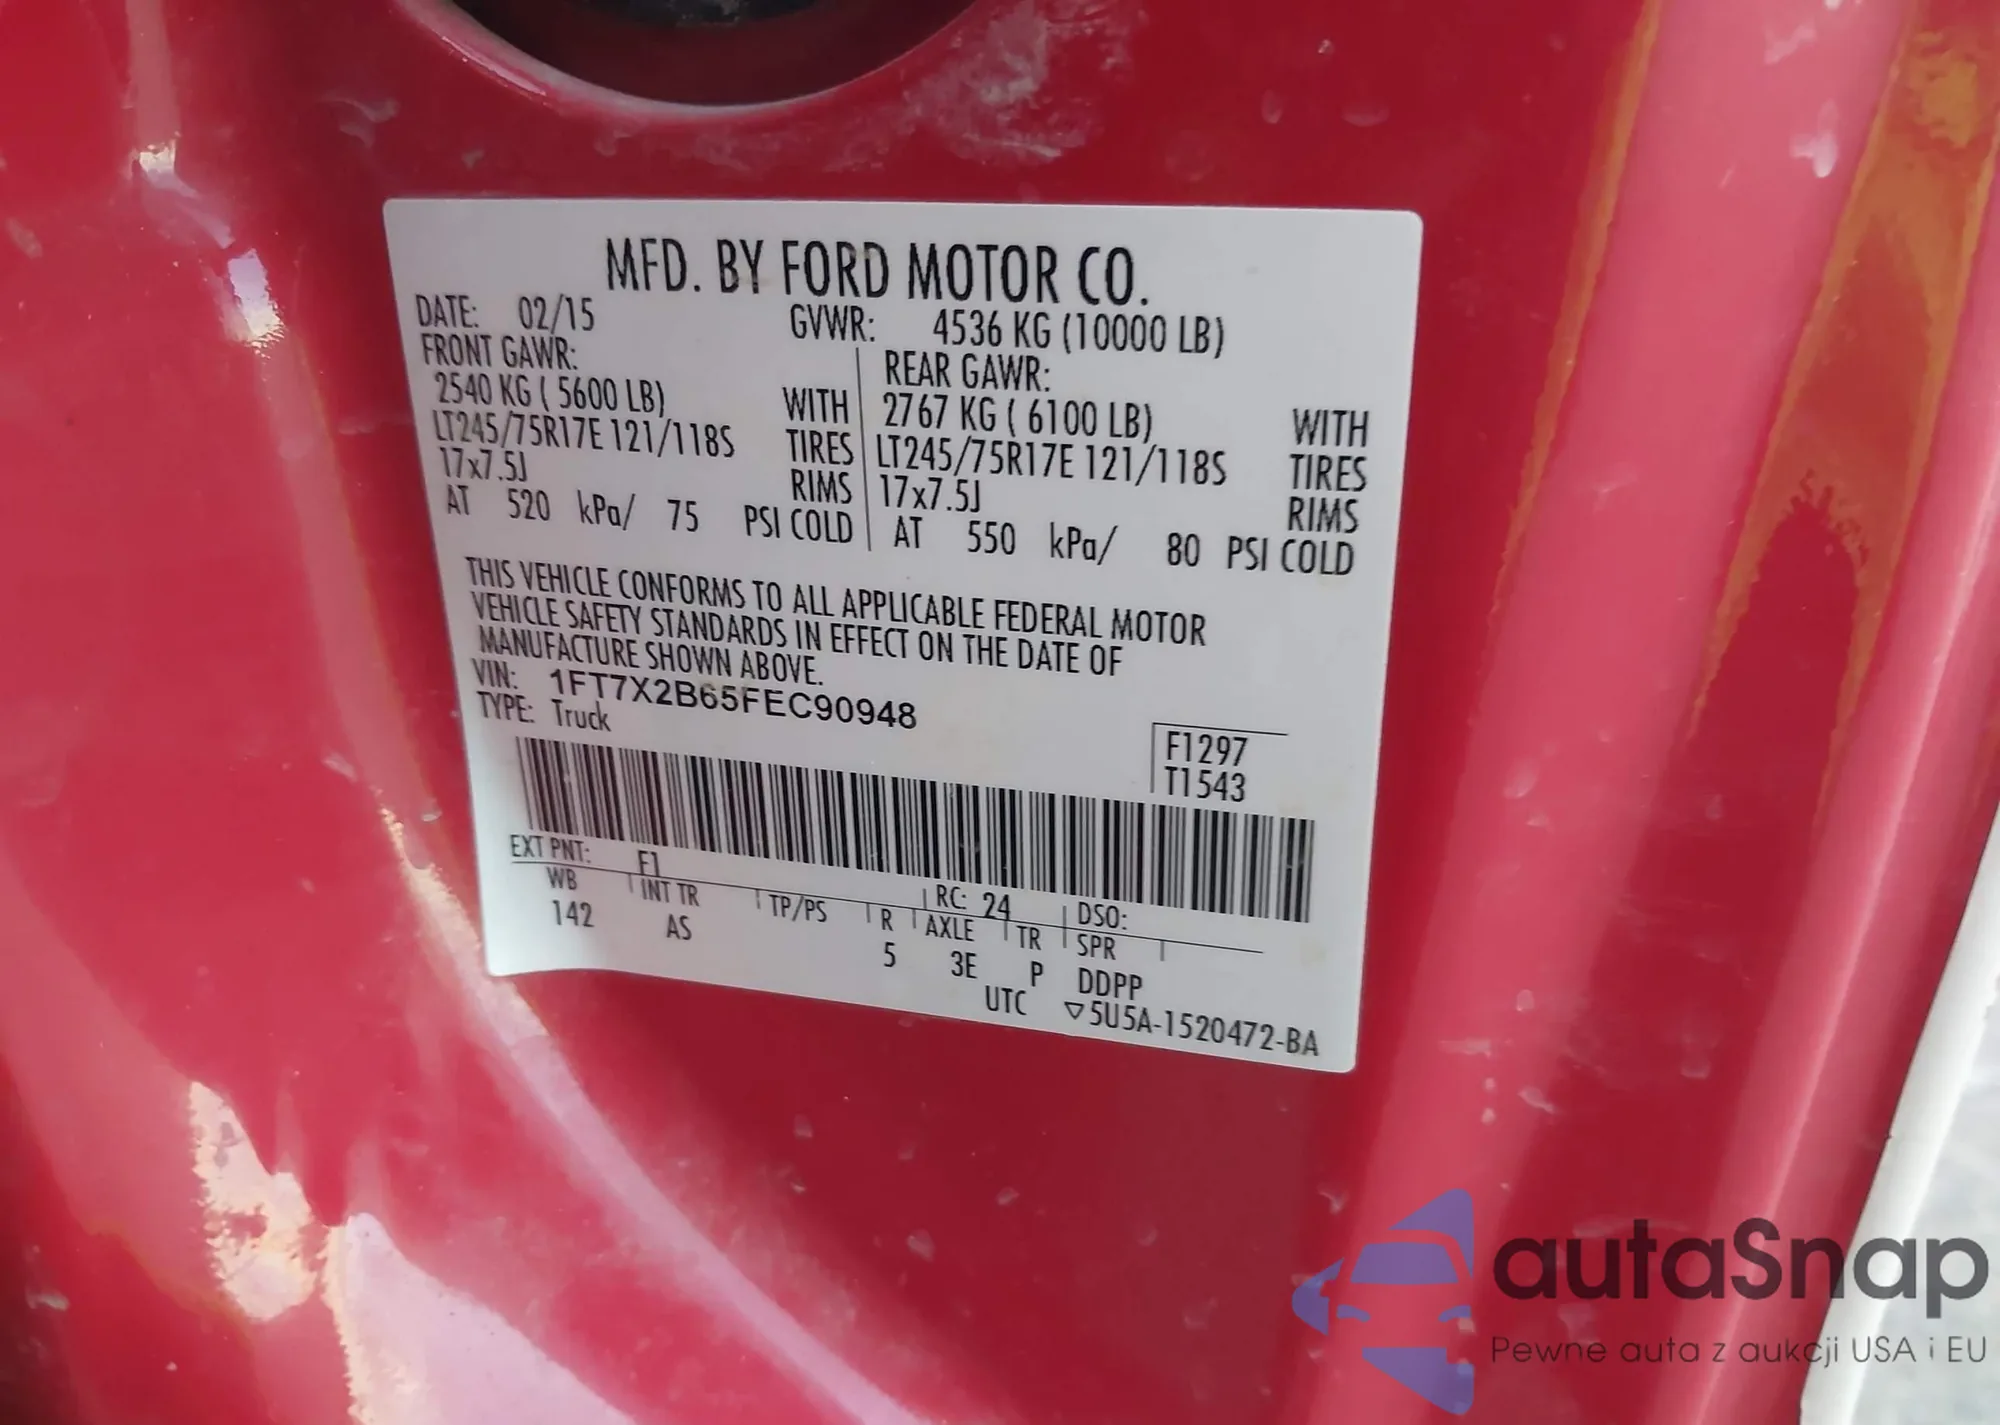 MFD. BY FORD MOTOR CO.
DATE: 02/15 GVWR: 4536 KG (10000 LB)
FRONT GAWR: REAR GAWR:
2540 KG ( 5600 LB) WITH 2767 KG ( 6100 LB) WITH
LT245/75R17E 121/118S TIRES LT245/75R17E 121/118S TIRES
17x7.5J RIMS 17x7.5J RIMS
AT 520 kPa/ 75 PSI COLD AT 550 kPa/ 80 PSI COLD
THIS VEHICLE CONFORMS TO ALL APPLICABLE FEDERAL MOTOR
VEHICLE SAFETY STANDARDS IN EFFECT ON THE DATE OF
MANUFACTURE SHOWN ABOVE.
VIN: 1FT7X2B65FEC90948
TYPE: Truck
F1297
T1543
EXT PNT: F1 RC: 24 DSO:
WB INT TR TP/PS R AXLE TR SPR
142 AS 5 3E P DDPP
UTC ▽5U5A-1520472-BA
autaSnap
Pewne auta z aukcji USA i EU